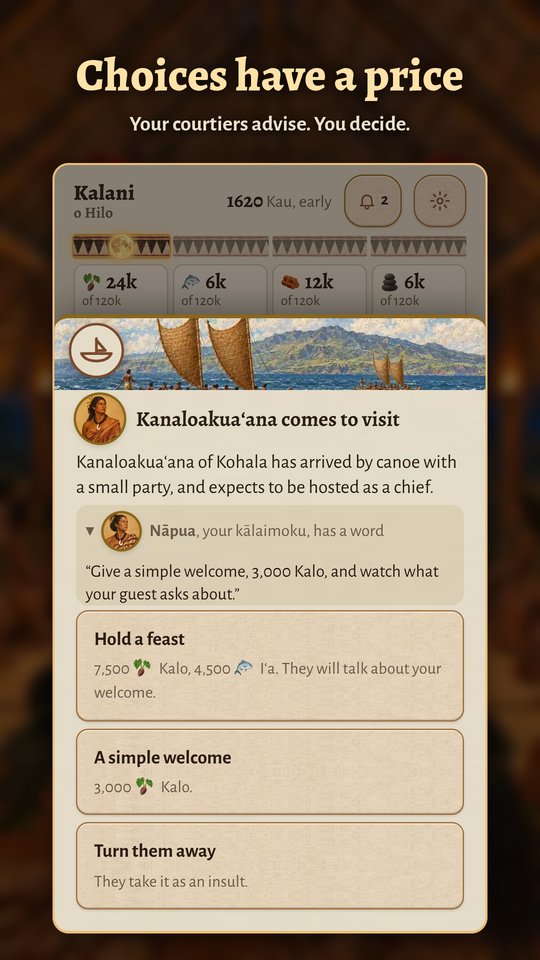 Choices have a price
Your courtiers advise. You decide.
Kalani
o Hilo
1620 Kau, early
2
24k
of 120k
6k
of 120k
12k
of 120k
6k
of 120k
Kanaloakuaʻana comes to visit
Kanaloakuaʻana of Kohala has arrived by canoe with
a small party, and expects to be hosted as a chief.
Nāpua, your kālaimoku, has a word
“Give a simple welcome, 3,000 Kalo, and watch what
your guest asks about.”
Hold a feast
7,500 Kalo, 4,500 Iʻa. They will talk about your
welcome.
A simple welcome
3,000 Kalo.
Turn them away
They take it as an insult.